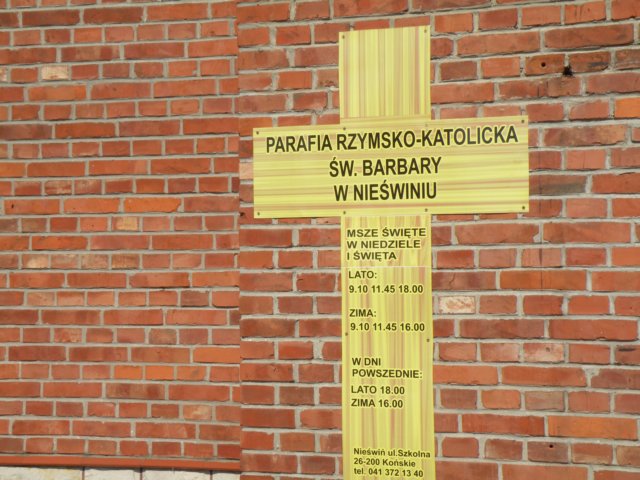 PARAFIA RZYMSKO-KATOLICKA
ŚW. BARBARY
W NIEŚWINIU
MSZE ŚWIĘTE
W NIEDZIELE
I ŚWIĘTA
LATO:
9.10 11.45 18.00
ZIMA:
9.10 11.45 16.00
W DNI
POWSZEDNIE:
LATO 18.00
ZIMA 16.00
Nieświń ul.Szkolna
26-200 Końskie
tel. 041 372 13 40